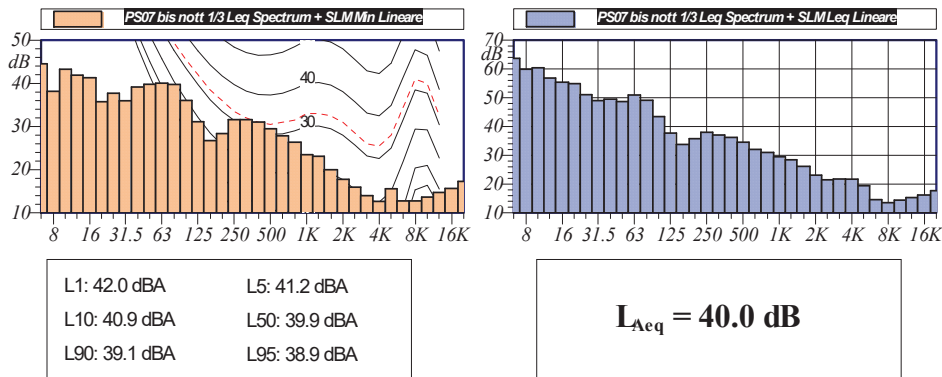 PS07 bis nott 1/3 Leq Spectrum + SLM Min Lineare
50
dB
40
30
20
10
40
30
8 16 31.5 63 125 250 500 1K 2K 4K 8K 16K
PS07 bis nott 1/3 Leq Spectrum + SLM Leq Lineare
70
dB
60
50
40
30
20
10
8 16 31.5 63 125 250 500 1K 2K 4K 8K 16K
L1: 42.0 dBA L5: 41.2 dBA
L10: 40.9 dBA L50: 39.9 dBA
L90: 39.1 dBA L95: 38.9 dBA
LAeq = 40.0 dB